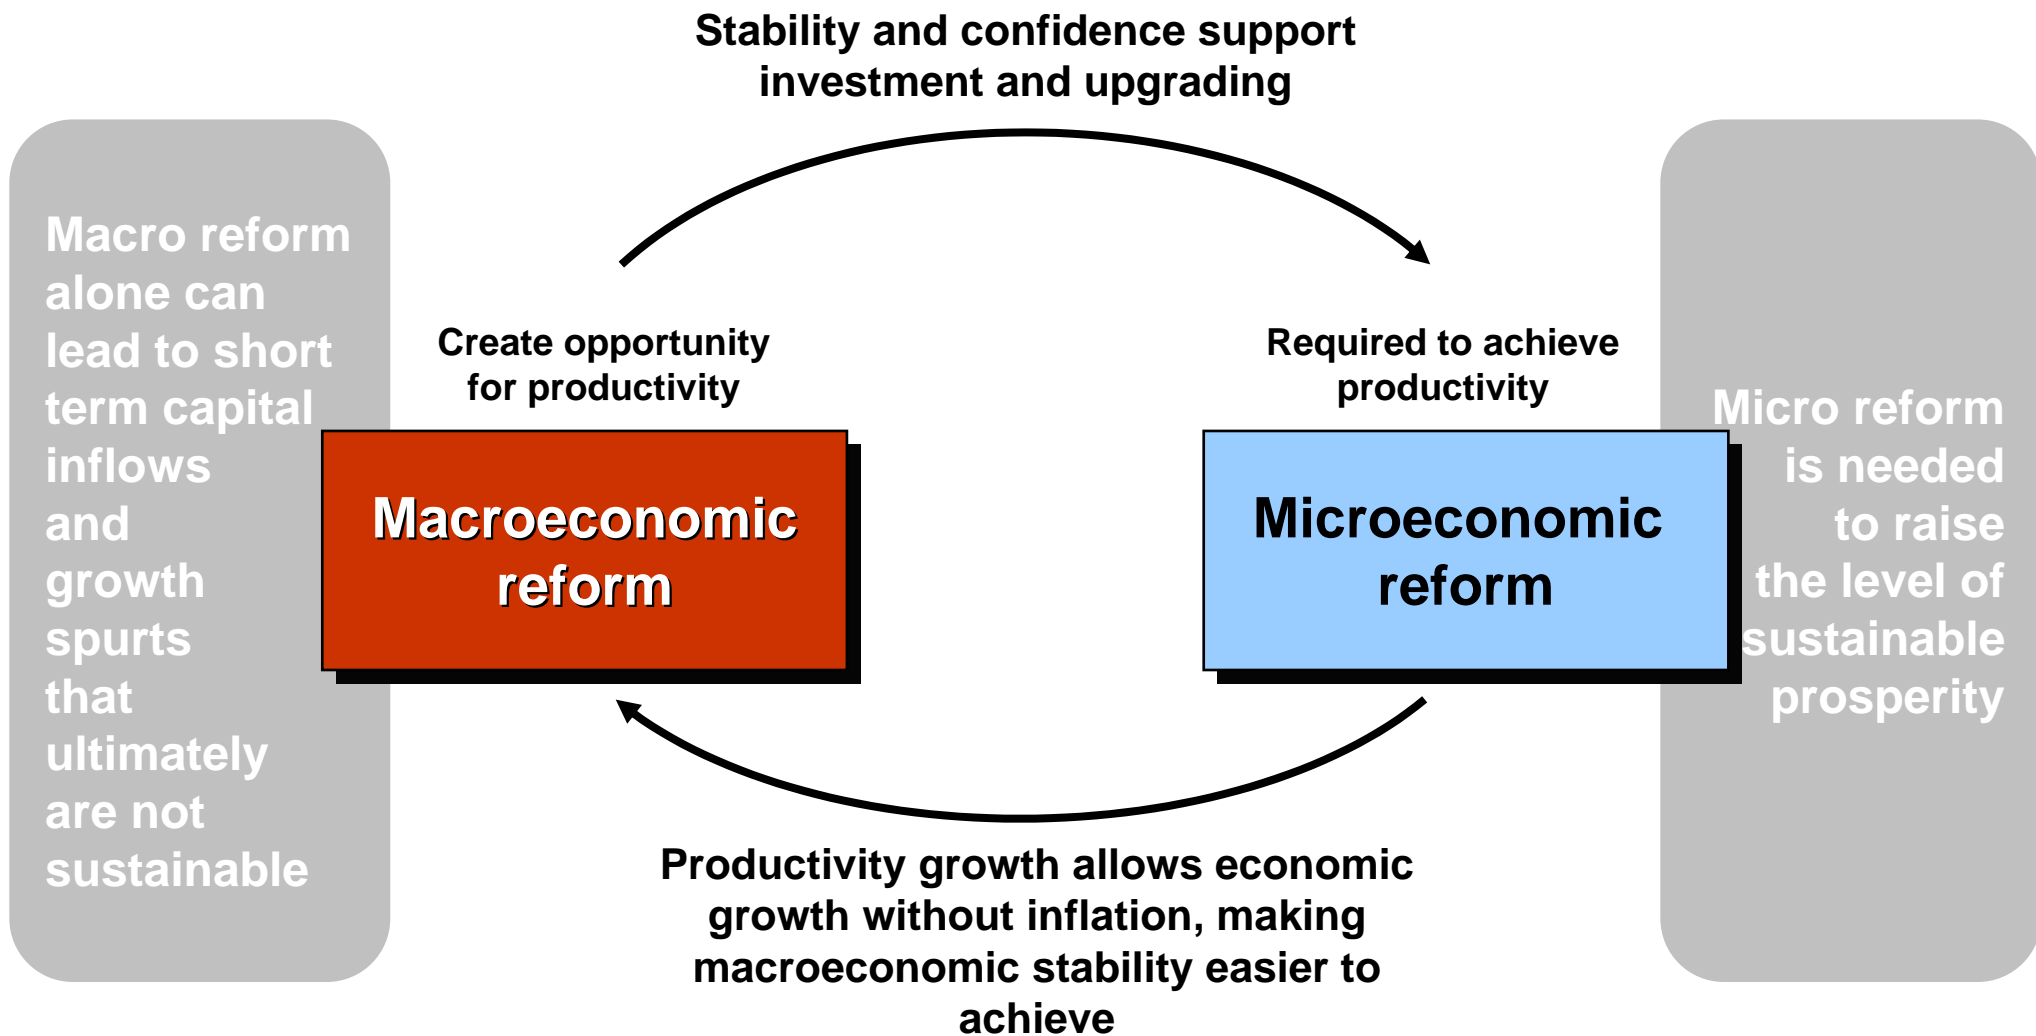 Stability and confidence support
investment and upgrading
Macro reform
alone can
lead to short
term capital
inflows
and
growth
spurts
that
ultimately
are not
sustainable
Create opportunity
for productivity
Macroeconomic
reform
Required to achieve
productivity
Microeconomic
reform
Micro reform
is needed
to raise
the level of
sustainable
prosperity
Productivity growth allows economic
growth without inflation, making
macroeconomic stability easier to
achieve